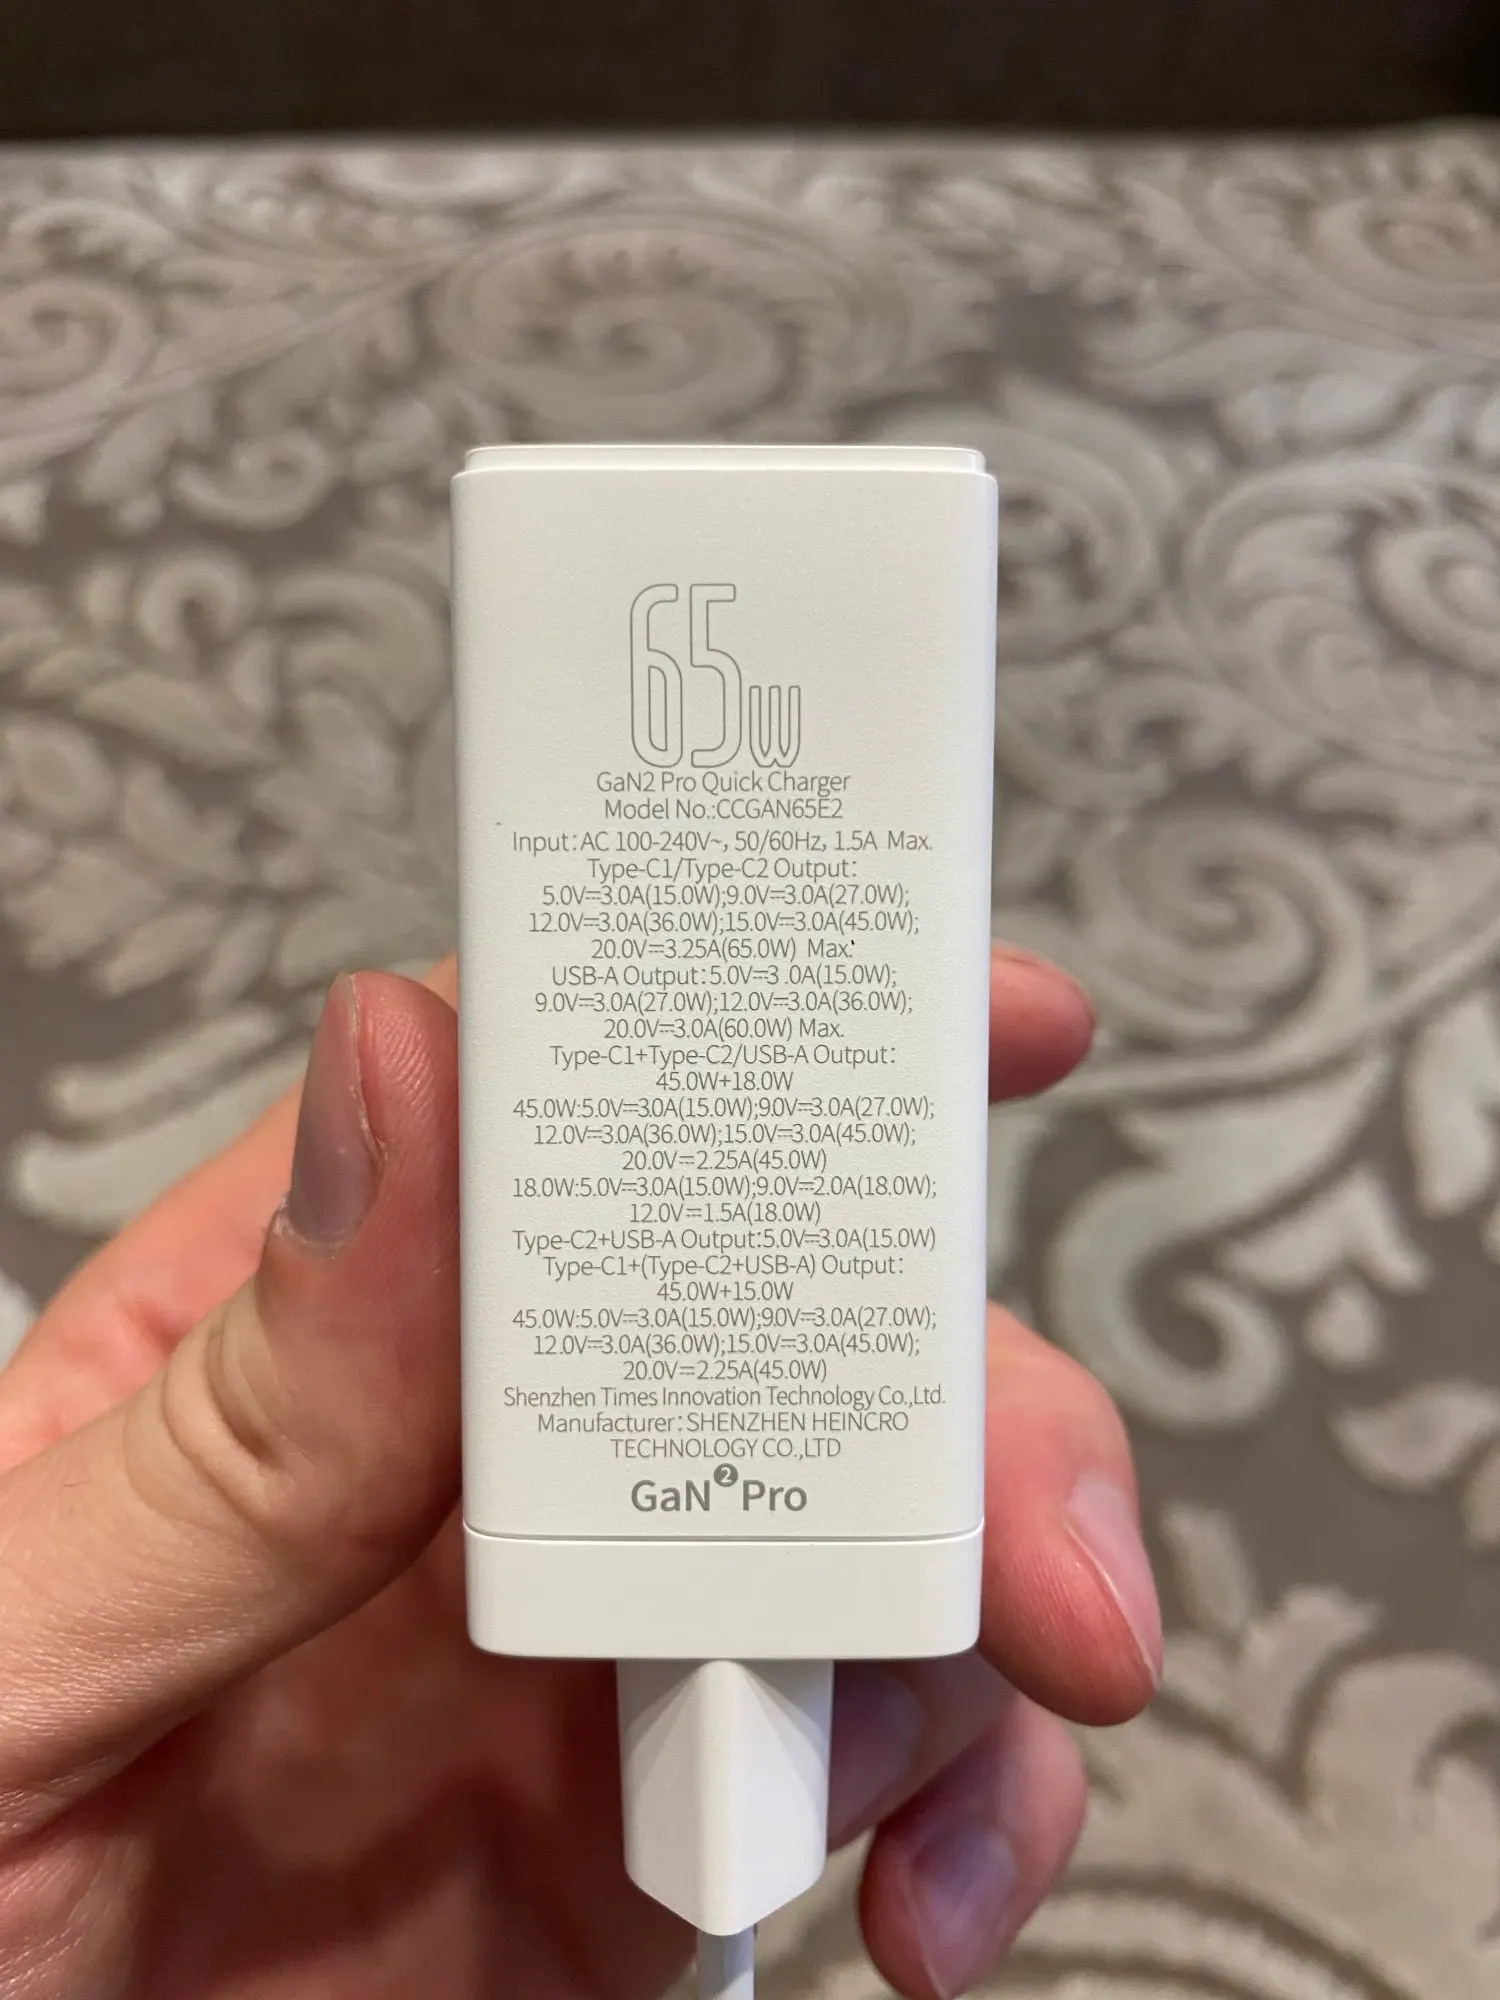 65W
GaN2 Pro Quick Charger
Model No.:CCGAN65E2
Input:AC 100-240V~, 50/60Hz, 1.5A Max.
Type-C1/Type-C2 Output:
5.0V⎓3.0A(15.0W);9.0V⎓3.0A(27.0W);
12.0V⎓3.0A(36.0W);15.0V⎓3.0A(45.0W);
20.0V⎓3.25A(65.0W) Max.
USB-A Output:5.0V⎓3.0A(15.0W);
9.0V⎓3.0A(27.0W);12.0V⎓3.0A(36.0W);
20.0V⎓3.0A(60.0W) Max.
Type-C1+Type-C2/USB-A Output:
45.0W+18.0W
45.0W:5.0V⎓3.0A(15.0W);9.0V⎓3.0A(27.0W);
12.0V⎓3.0A(36.0W);15.0V⎓3.0A(45.0W);
20.0V⎓2.25A(45.0W)
18.0W:5.0V⎓3.0A(15.0W);9.0V⎓2.0A(18.0W);
12.0V⎓1.5A(18.0W)
Type-C2+USB-A Output:5.0V⎓3.0A(15.0W)
Type-C1+(Type-C2+USB-A) Output:
45.0W+15.0W
45.0W:5.0V⎓3.0A(15.0W);9.0V⎓3.0A(27.0W);
12.0V⎓3.0A(36.0W);15.0V⎓3.0A(45.0W);
20.0V⎓2.25A(45.0W)
Shenzhen Times Innovation Technology Co.,Ltd.
Manufacturer:SHENZHEN HEINCRO
TECHNOLOGY CO.,LTD
GaN❷Pro